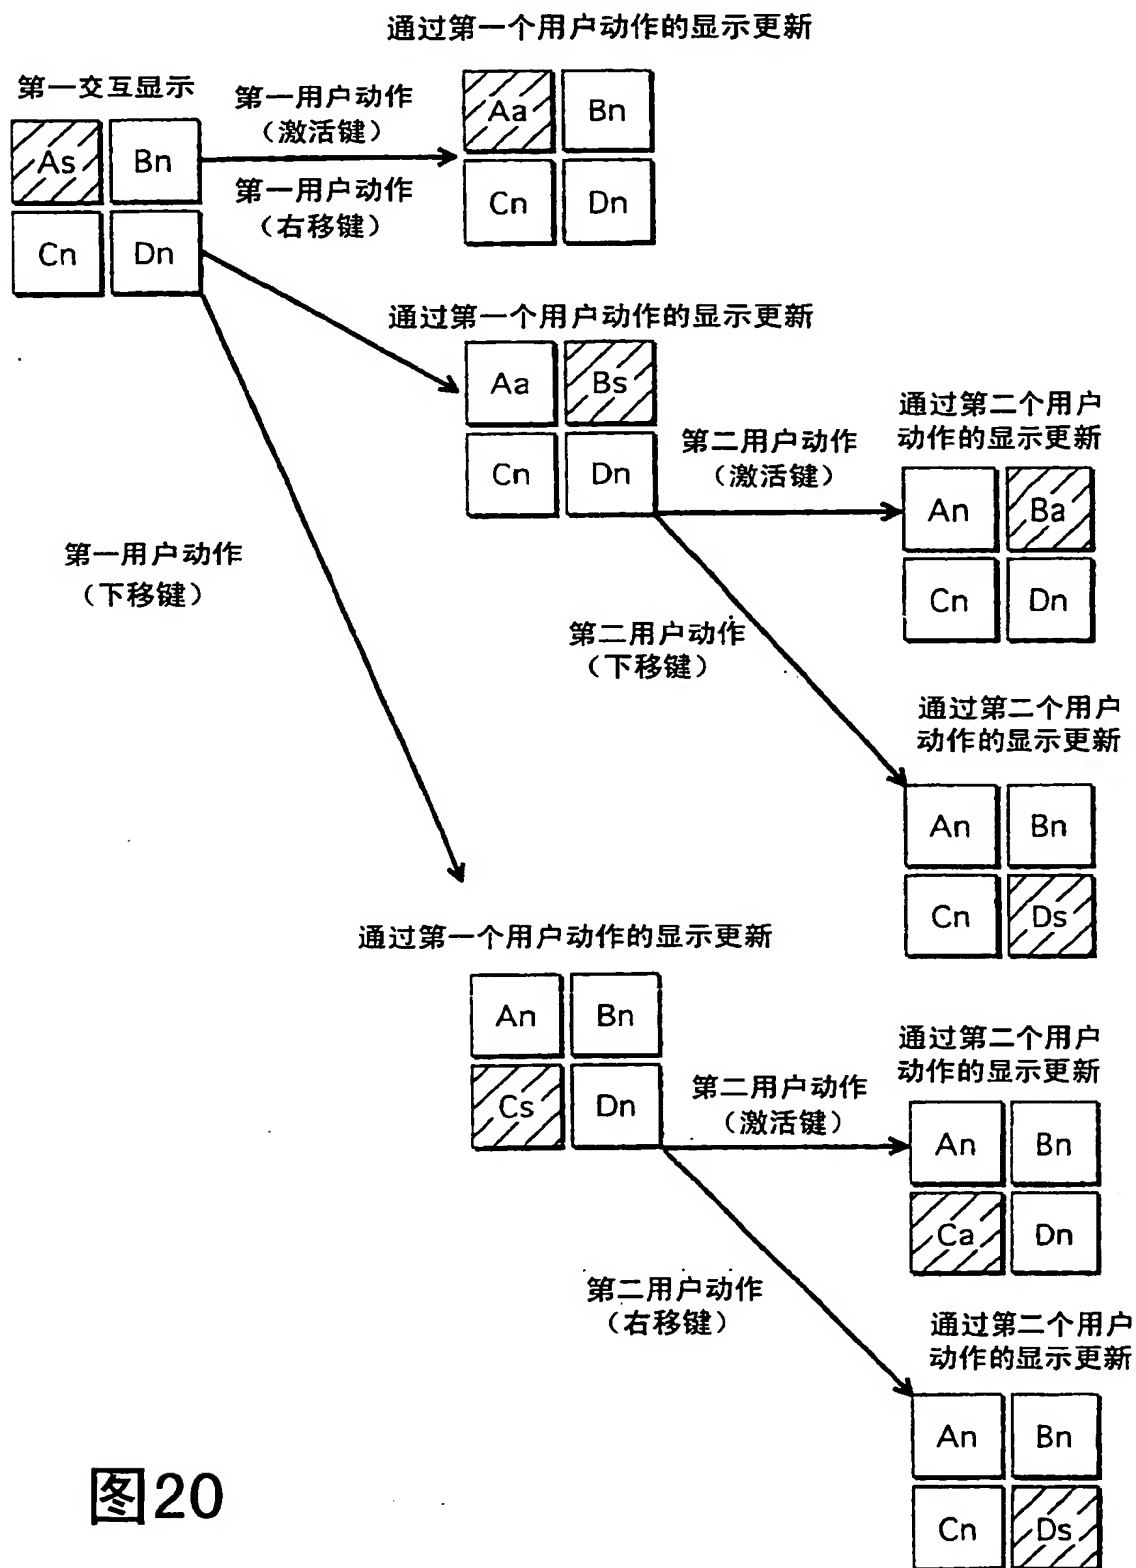 通过第一个用户动作的显示更新
第一交互显示
第一用户动作
（激活键）
As Bn
Cn Dn
Aa Bn
Cn Dn
第一用户动作
（右移键）
通过第一个用户动作的显示更新
Aa Bs
Cn Dn
第二用户动作
（激活键）
通过第二个用户
动作的显示更新
An Ba
Cn Dn
第一用户动作
（下移键）
第二用户动作
（下移键）
通过第二个用户
动作的显示更新
An Bn
Cn Ds
通过第一个用户动作的显示更新
An Bn
Cs Dn
第二用户动作
（激活键）
通过第二个用户
动作的显示更新
An Bn
Ca Dn
第二用户动作
（右移键）
通过第二个用户
动作的显示更新
An Bn
Cn Ds
图20